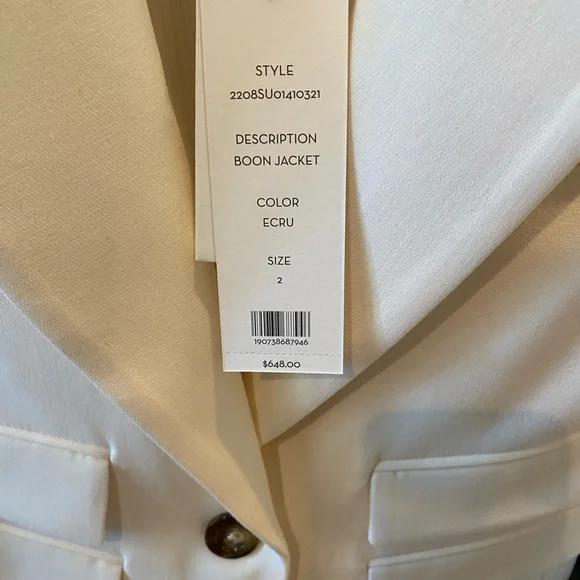 STYLE
2208SU01410321
DESCRIPTION
BOON JACKET
COLOR
ECRU
SIZE
2
190738687946
$648.00